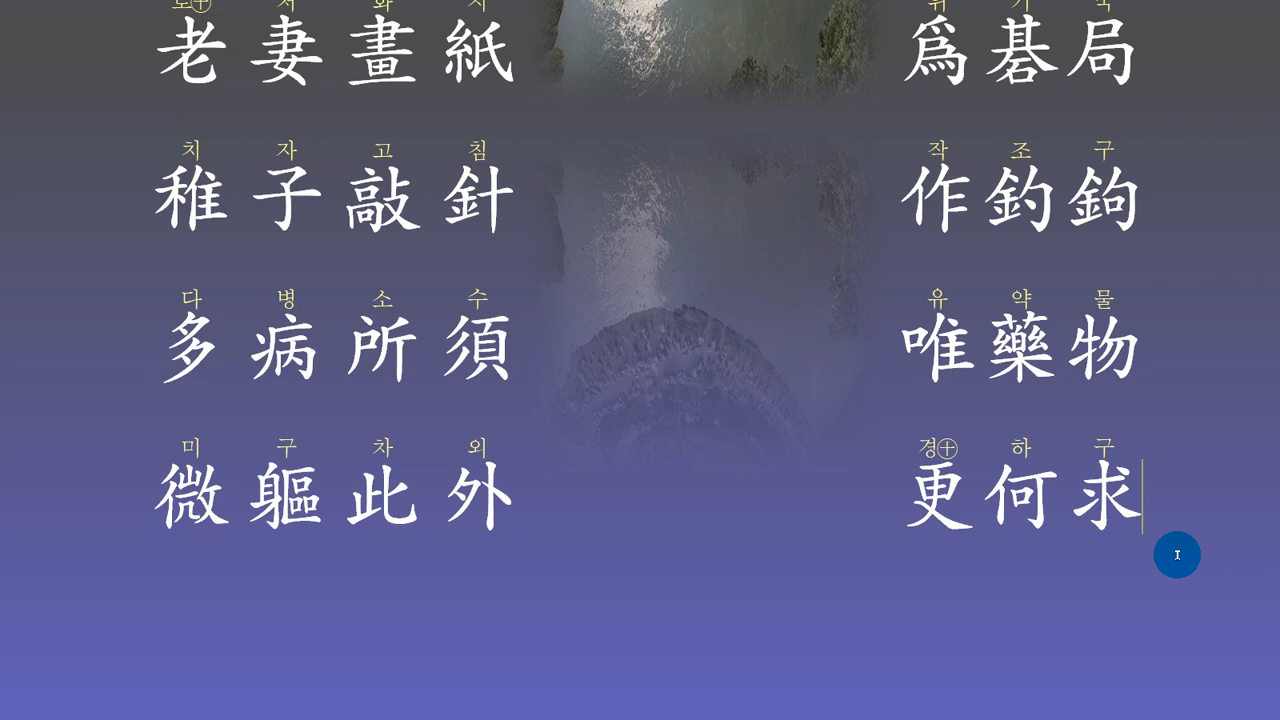 老妻畫紙 爲碁局
치 자 고 침 작 조 구
稚子敲針 作釣鉤
다 병 소 수 유 약 물
多病所須 唯藥物
미 구 차 외 경㊉ 하 구
微軀此外 更何求